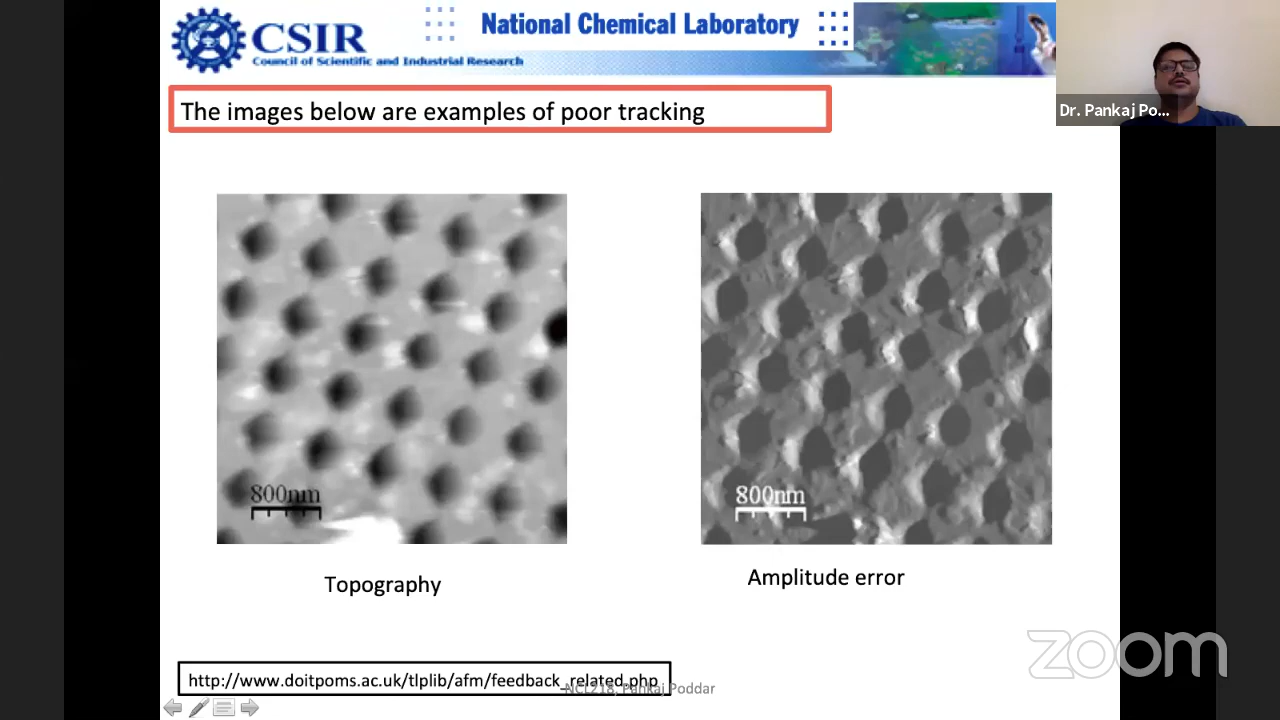 CSIR
Council of Scientific and Industrial Research
National Chemical Laboratory
Dr. Pankaj Po...
The images below are examples of poor tracking
800nm
800nm
Topography
Amplitude error
zoom
http://www.doitpoms.ac.uk/tlplib/afm/feedback_related.php
NCL218, Pankaj Poddar